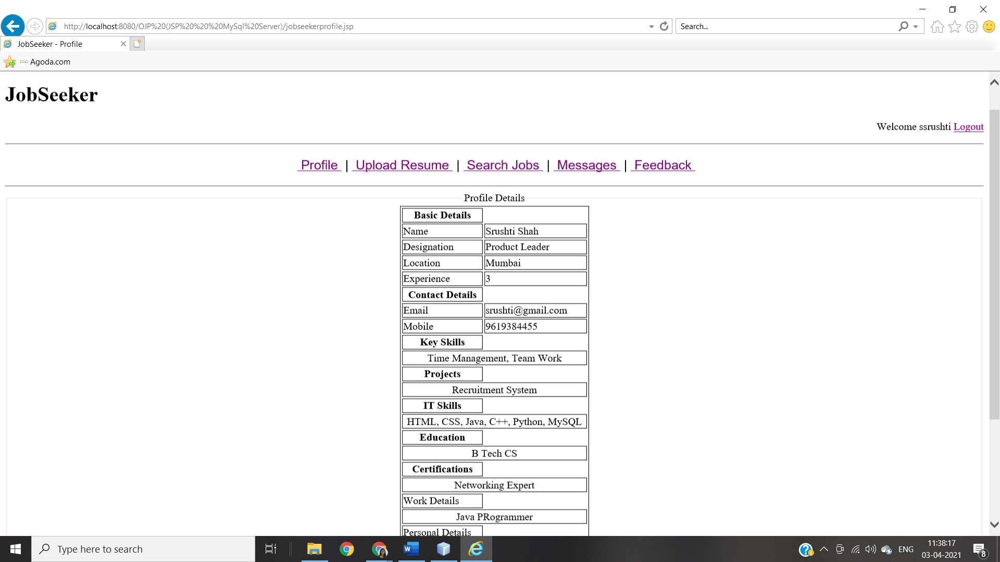 http://localhost:8080/OJP%20(JSP%20%20%20MySql%20Server)/jobseekerprofile.jsp
Search...
JobSeeker - Profile
Agoda.com
JobSeeker
Welcome ssrushti Logout
Profile | Upload Resume | Search Jobs | Messages | Feedback
Profile Details
Basic Details
Name Srushti Shah
Designation Product Leader
Location Mumbai
Experience 3
Contact Details
Email srushti@gmail.com
Mobile 9619384455
Key Skills
Time Management, Team Work
Projects
Recruitment System
IT Skills
HTML, CSS, Java, C++, Python, MySQL
Education
B Tech CS
Certifications
Networking Expert
Work Details
Java PRogrammer
Personal Details
Type here to search
ENG
11:38:17
03-04-2021
8